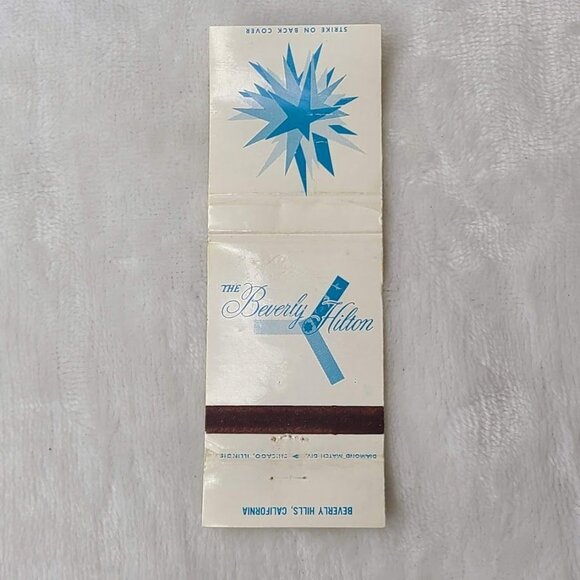 STRIKE ON BACK COVER
THE Beverly Hilton
DIAMOND MATCH DIV. CHICAGO, ILLINOIS
BEVERLY HILLS, CALIFORNIA